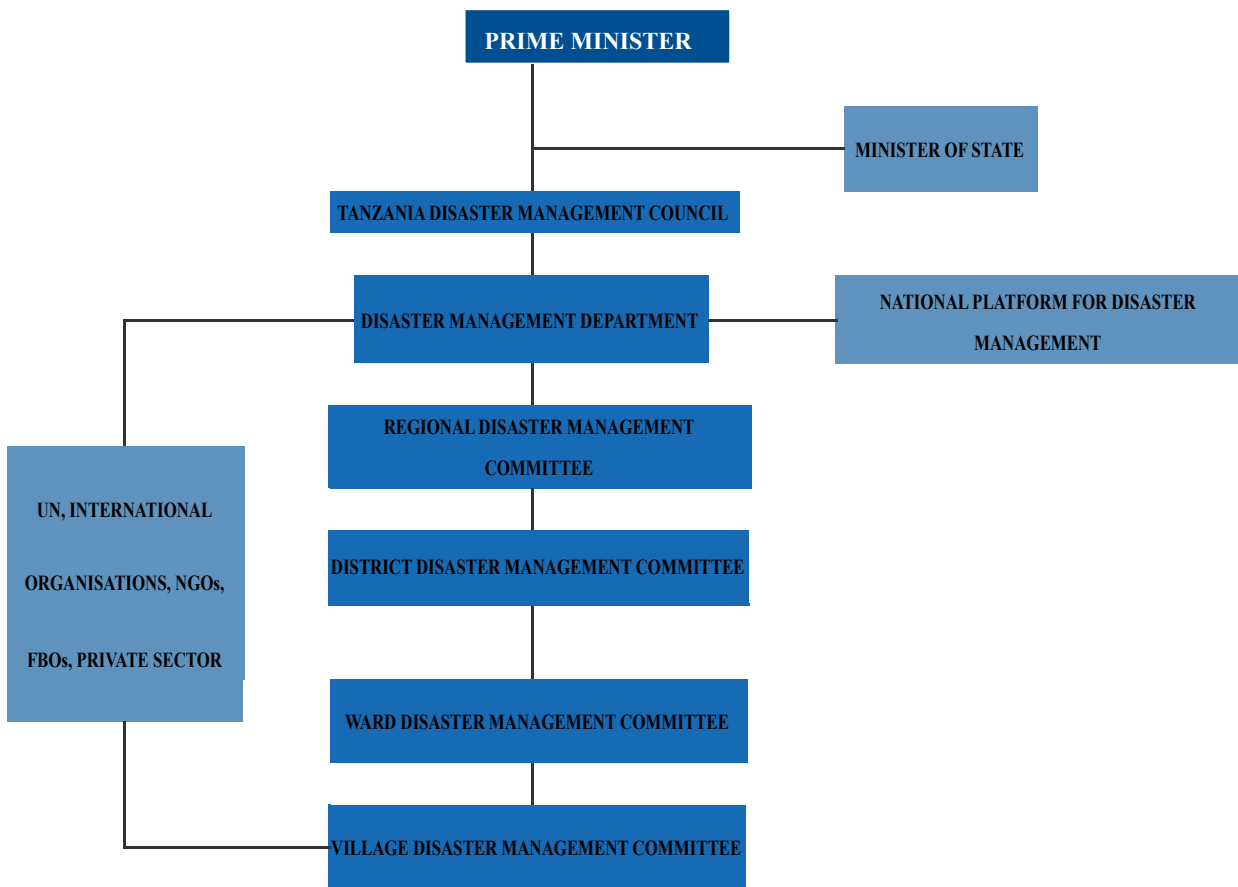 PRIME MINISTER
MINISTER OF STATE
TANZANIA DISASTER MANAGEMENT COUNCIL
DISASTER MANAGEMENT DEPARTMENT
NATIONAL PLATFORM FOR DISASTER
MANAGEMENT
REGIONAL DISASTER MANAGEMENT
COMMITTEE
UN, INTERNATIONAL
ORGANISATIONS, NGOs,
FBOs, PRIVATE SECTOR
DISTRICT DISASTER MANAGEMENT COMMITTEE
WARD DISASTER MANAGEMENT COMMITTEE
VILLAGE DISASTER MANAGEMENT COMMITTEE